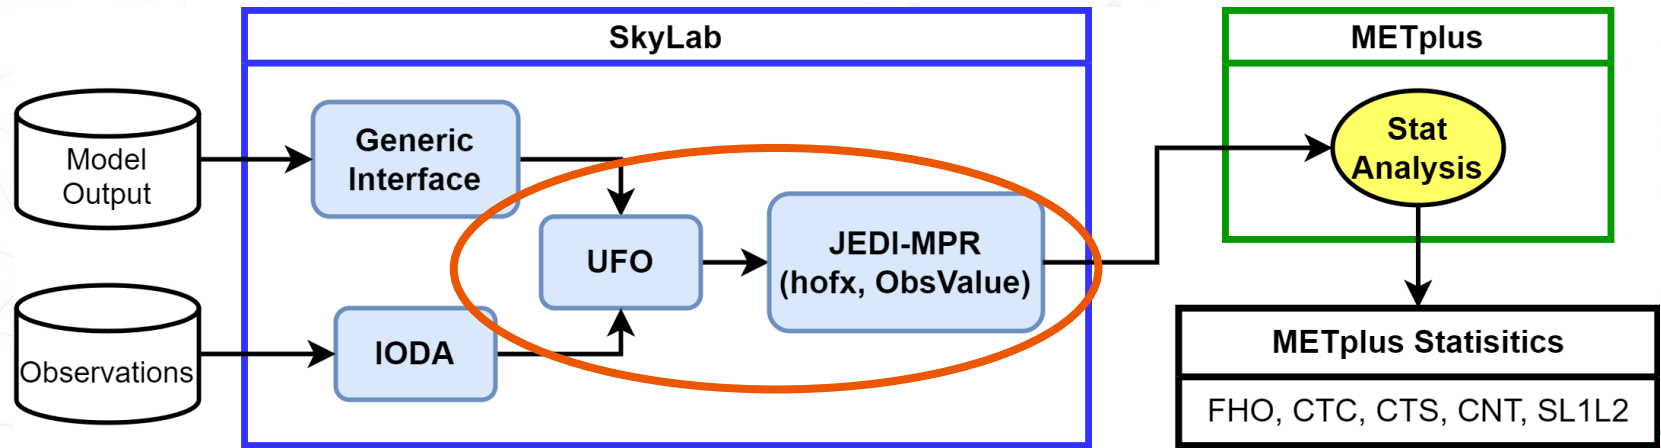 SkyLab
METplus
Model
Output
Generic
Interface
Stat
Analysis
UFO
JEDI-MPR
(hofx, ObsValue)
Observations
IODA
METplus Statisitics
FHO, CTC, CTS, CNT, SL1L2